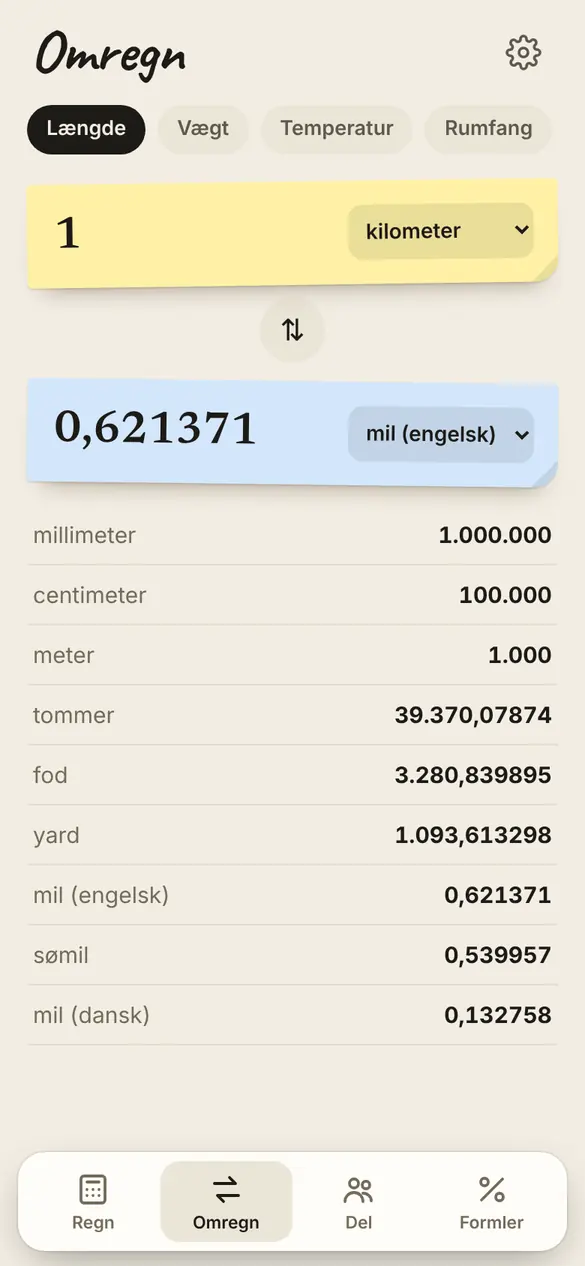 Omregn
Længde Vægt Temperatur Rumfang
1 kilometer
0,621371 mil (engelsk)
millimeter 1.000.000
centimeter 100.000
meter 1.000
tommer 39.370,07874
fod 3.280,839895
yard 1.093,613298
mil (engelsk) 0,621371
sømil 0,539957
mil (dansk) 0,132758
Regn Omregn Del Formler